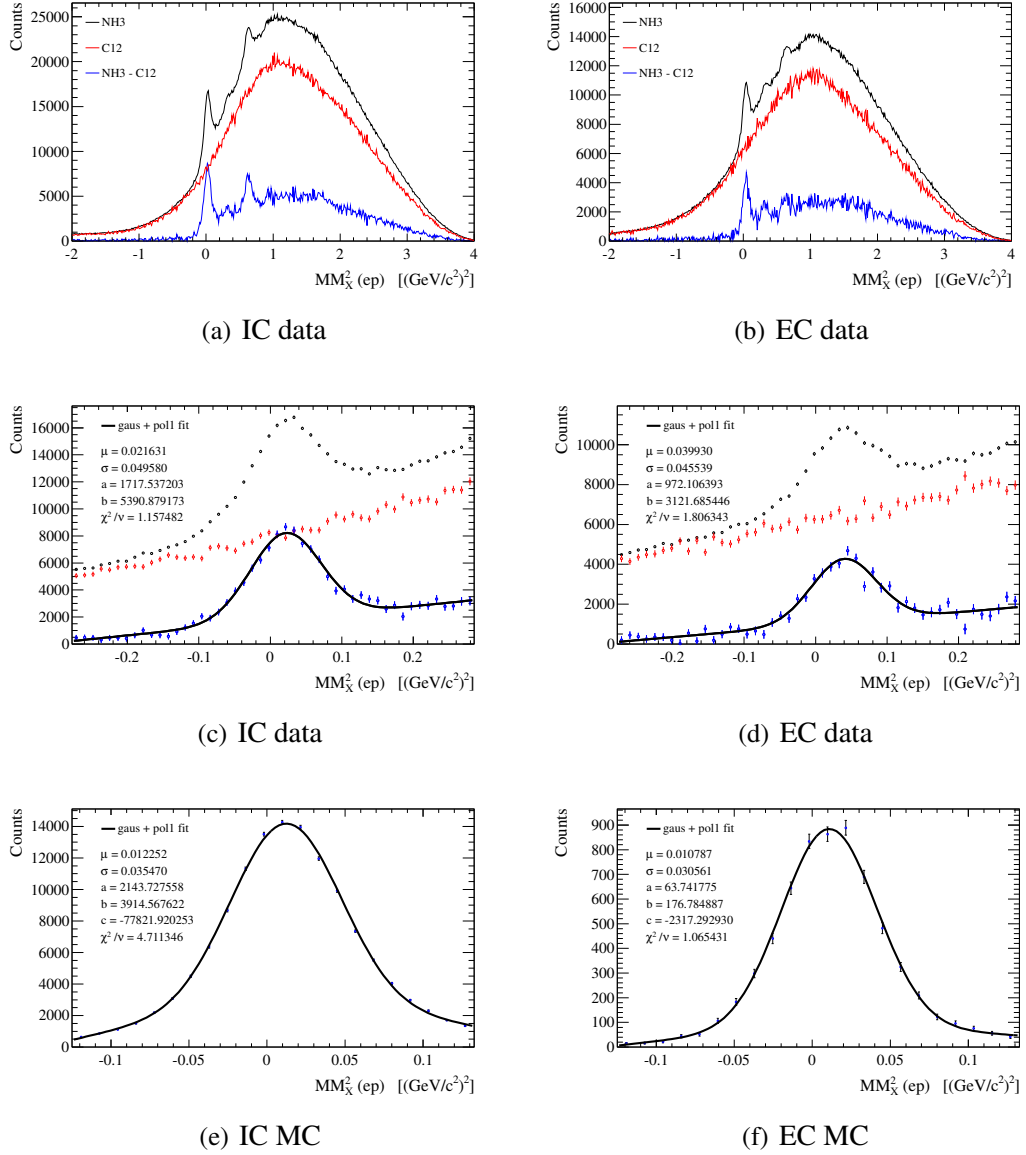 Counts
25000
20000
15000
10000
5000
0
NH3
C12
NH3 - C12
-2 -1 0 1 2 3 4
MM²_X (ep) [(GeV/c²)²]
(a) IC data
Counts
14000
12000
10000
8000
6000
4000
2000
0
NH3
C12
NH3 - C12
-2 -1 0 1 2 3 4
MM²_X (ep) [(GeV/c²)²]
(b) EC data
Counts
16000
14000
12000
10000
8000
6000
4000
2000
0
gaus + pol1 fit
μ = 0.021631
σ = 0.049580
a = 1717.537203
b = 5390.879173
χ²/ν = 1.157482
-0.2 -0.1 0 0.1 0.2
MM²_X (ep) [(GeV/c²)²]
(c) IC data
Counts
10000
8000
6000
4000
2000
0
gaus + pol1 fit
μ = 0.039930
σ = 0.045539
a = 972.106393
b = 3121.685446
χ²/ν = 1.806343
-0.2 -0.1 0 0.1 0.2
MM²_X (ep) [(GeV/c²)²]
(d) EC data
Counts
14000
12000
10000
8000
6000
4000
2000
0
gaus + pol1 fit
μ = 0.012252
σ = 0.035470
a = 2143.727558
b = 3914.567622
c = -77821.920253
χ²/ν = 4.711346
-0.1 -0.05 0 0.05 0.1
MM²_X (ep) [(GeV/c²)²]
(e) IC MC
Counts
900
800
700
600
500
400
300
200
100
0
gaus + pol1 fit
μ = 0.010787
σ = 0.030561
a = 63.741775
b = 176.784887
c = -2317.292930
χ²/ν = 1.065431
-0.1 -0.05 0 0.05 0.1
MM²_X (ep) [(GeV/c²)²]
(f) EC MC